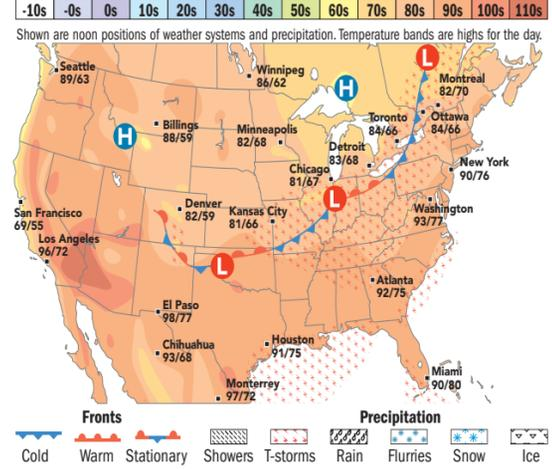 -10s -0s 0s 10s 20s 30s 40s 50s 60s 70s 80s 90s 100s 110s
Shown are noon positions of weather systems and precipitation. Temperature bands are highs for the day.
Seattle
89/63
Winnipeg
86/62
L
H
Montreal
82/70
H
Billings
88/59
Minneapolis
82/68
Toronto
84/66
Ottawa
84/66
Detroit
83/68
Chicago
81/67
New York
90/76
San Francisco
69/55
Denver
82/59
Kansas City
81/66
L
Washington
93/77
Los Angeles
96/72
L
Atlanta
92/75
El Paso
98/77
Chihuahua
93/68
Houston
91/75
Monterrey
97/72
Miami
90/80
Fronts
Precipitation
Cold Warm Stationary Showers T-storms Rain Flurries Snow Ice